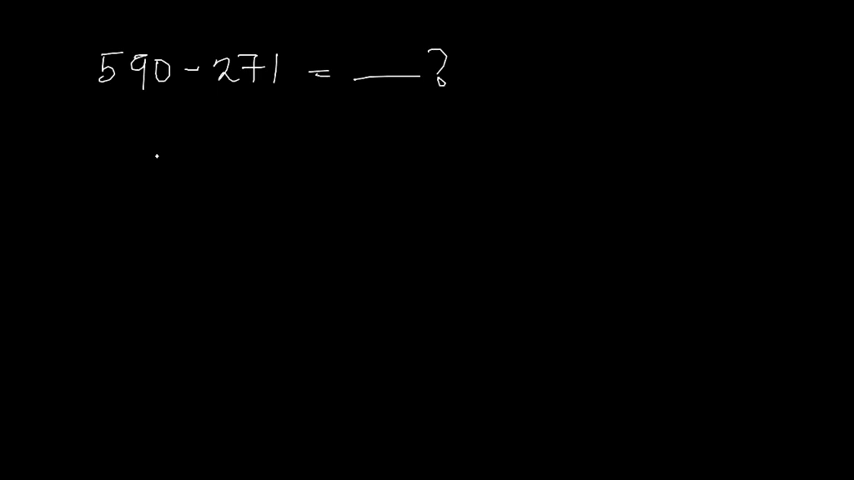 590 - 271 = ___?